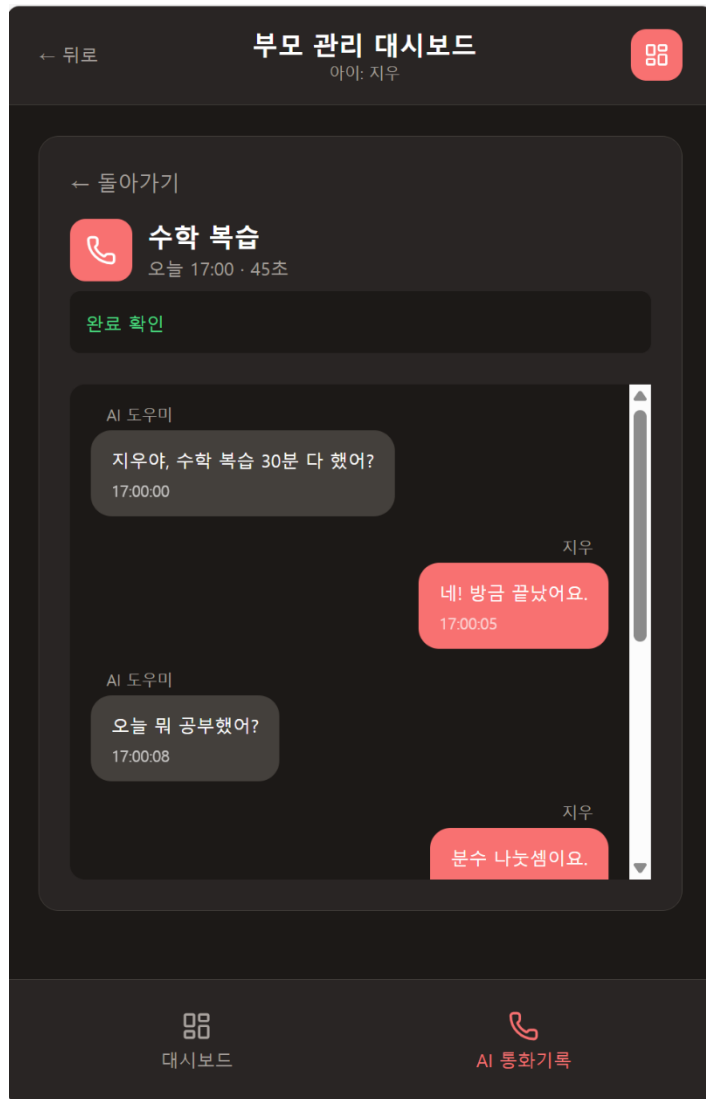 ← 뒤로
부모 관리 대시보드
아이: 지우
← 돌아가기
수학 복습
오늘 17:00 · 45초
완료 확인
AI 도우미
지우야, 수학 복습 30분 다 했어?
17:00:00
지우
네! 방금 끝났어요.
17:00:05
AI 도우미
오늘 뭐 공부했어?
17:00:08
지우
분수 나눗셈이요.
대시보드
AI 통화기록